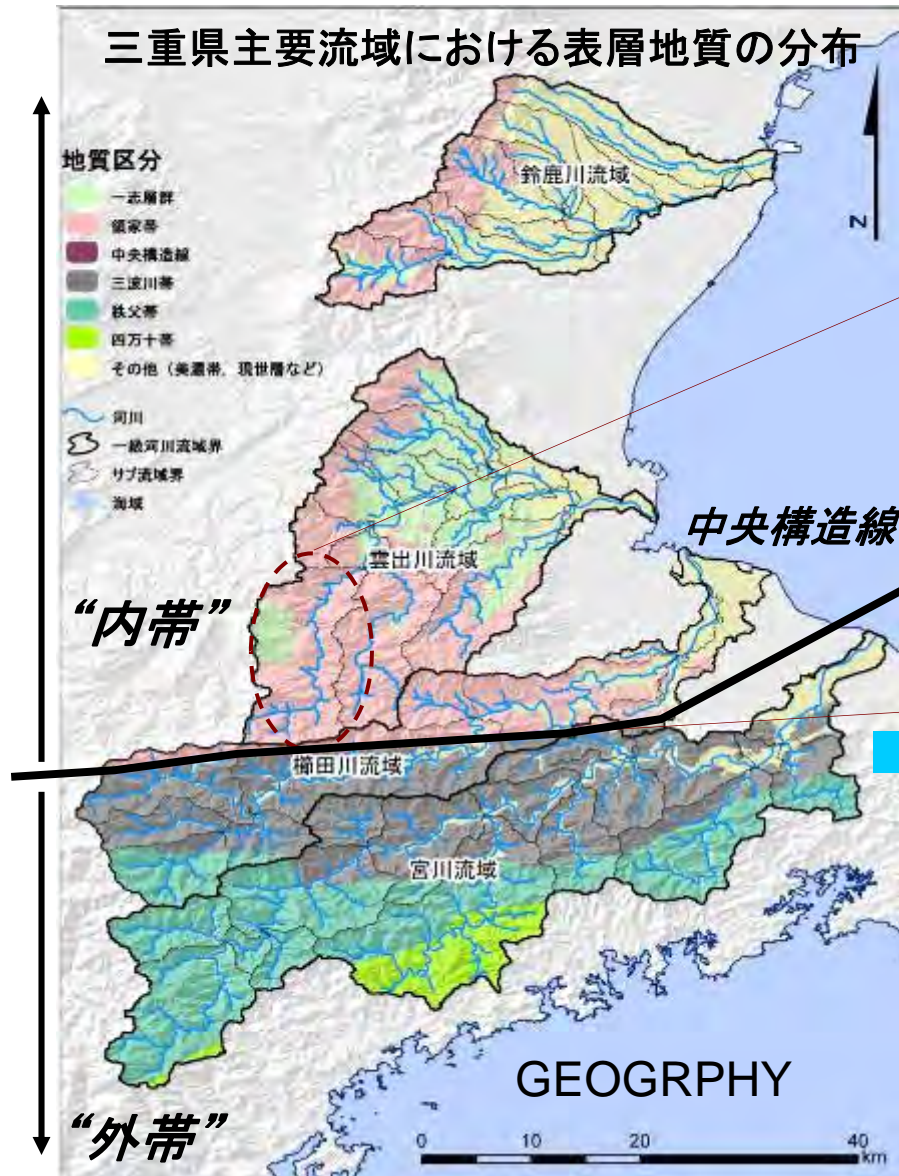 三重県主要流域における表層地質の分布
地質区分
一志層群
領家帯
中央構造線
三波川帯
秩父帯
四万十帯
その他（美濃帯，現世層など）
河川
一級河川流域界
サブ流域界
海域
N
鈴鹿川流域
雲出川流域
中央構造線
“内帯”
櫛田川流域
宮川流域
GEOGRPHY
“外帯”
0 10 20 40
km